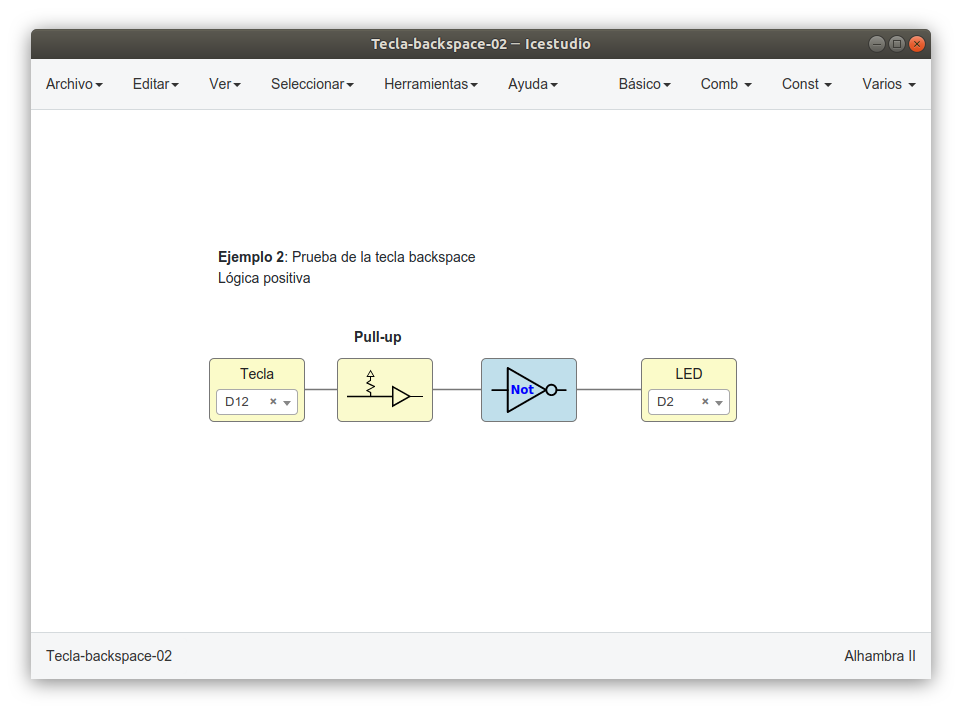 Tecla-backspace-02 – Icestudio
Archivo Editar Ver Seleccionar Herramientas Ayuda Básico Comb Const Varios
Ejemplo 2: Prueba de la tecla backspace
Lógica positiva
Pull-up
Tecla
D12
Not
LED
D2
Tecla-backspace-02
Alhambra II